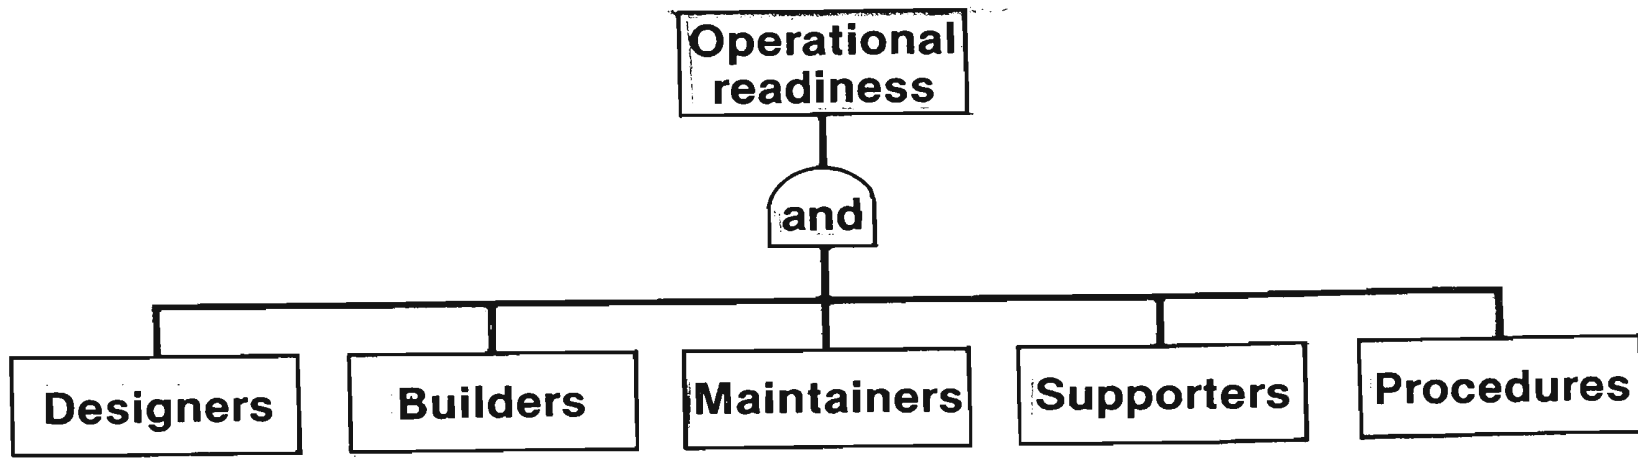 Operational
readiness
and
Designers
Builders
Maintainers
Supporters
Procedures